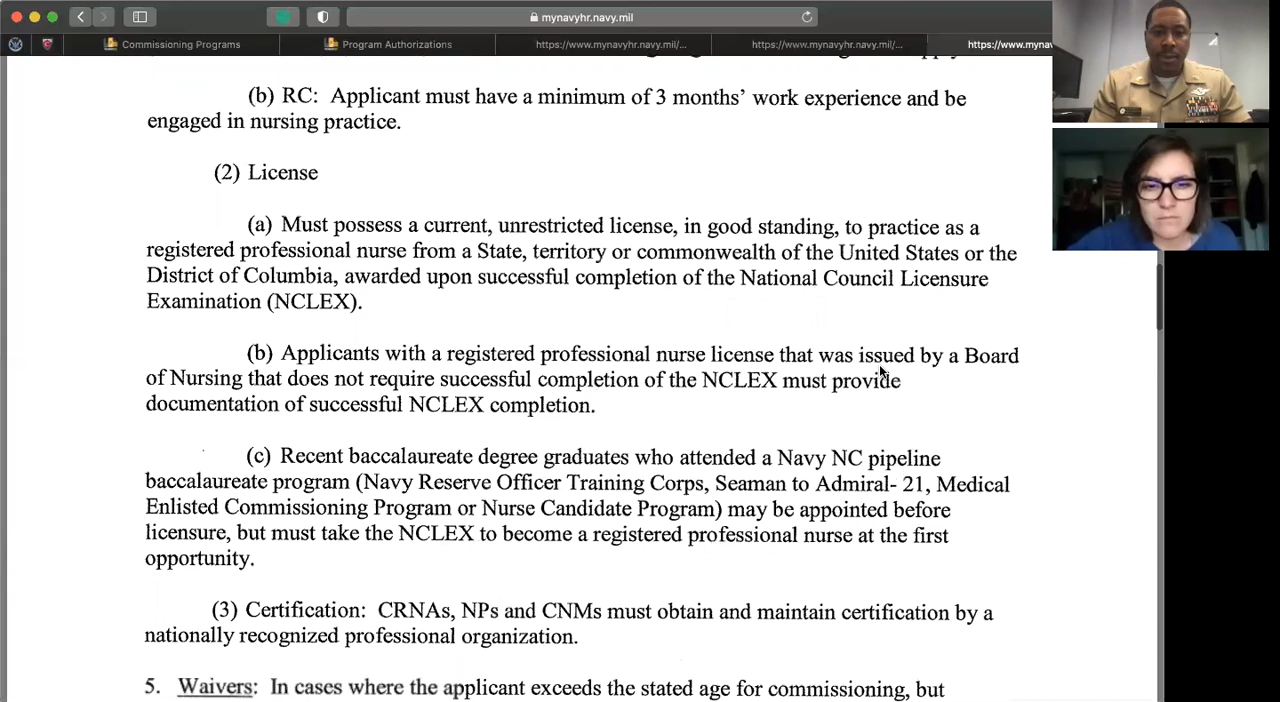 mynavyhr.navy.mil
Commissioning Programs
Program Authorizations
https://www.mynavyhr.navy.mil/...
https://www.mynavyhr.navy.mil/...
https://www.myna
(b) RC: Applicant must have a minimum of 3 months' work experience and be
engaged in nursing practice.
(2) License
(a) Must possess a current, unrestricted license, in good standing, to practice as a
registered professional nurse from a State, territory or commonwealth of the United States or the
District of Columbia, awarded upon successful completion of the National Council Licensure
Examination (NCLEX).
(b) Applicants with a registered professional nurse license that was issued by a Board
of Nursing that does not require successful completion of the NCLEX must provide
documentation of successful NCLEX completion.
(c) Recent baccalaureate degree graduates who attended a Navy NC pipeline
baccalaureate program (Navy Reserve Officer Training Corps, Seaman to Admiral- 21, Medical
Enlisted Commissioning Program or Nurse Candidate Program) may be appointed before
licensure, but must take the NCLEX to become a registered professional nurse at the first
opportunity.
(3) Certification: CRNAs, NPs and CNMs must obtain and maintain certification by a
nationally recognized professional organization.
5. Waivers: In cases where the applicant exceeds the stated age for commissioning, but